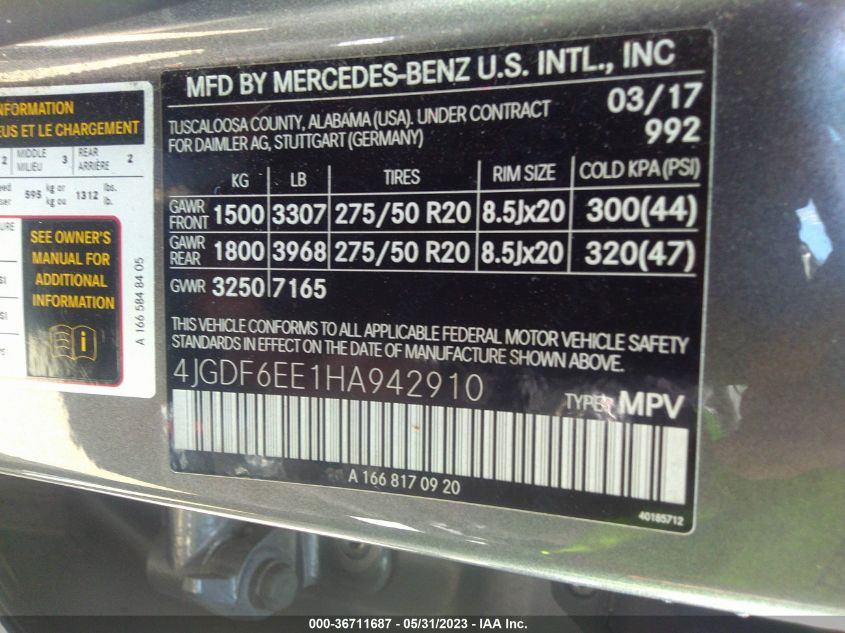 MFD BY MERCEDES-BENZ U.S. INTL., INC
TUSCALOOSA COUNTY, ALABAMA (USA). UNDER CONTRACT
FOR DAIMLER AG, STUTTGART (GERMANY)
03/17
992
KG LB TIRES RIM SIZE COLD KPA (PSI)
GAWR FRONT 1500 3307 275/50 R20 8.5Jx20 300(44)
GAWR REAR 1800 3968 275/50 R20 8.5Jx20 320(47)
GVWR 3250 7165
THIS VEHICLE CONFORMS TO ALL APPLICABLE FEDERAL MOTOR VEHICLE SAFETY
STANDARDS IN EFFECT ON THE DATE OF MANUFACTURE SHOWN ABOVE.
4JGDF6EE1HA942910
TYPE: MPV
A 166 817 09 20
40185712
NFORMATION
EUS ET LE CHARGEMENT
2 MIDDLE MILIEU 3 REAR ARRIÈRE 2
595 kg or kg ou 1312 lbs. lb.
SEE OWNER'S
MANUAL FOR
ADDITIONAL
INFORMATION
A 166 584 84 05
000-36711687 - 05/31/2023 - IAA Inc.